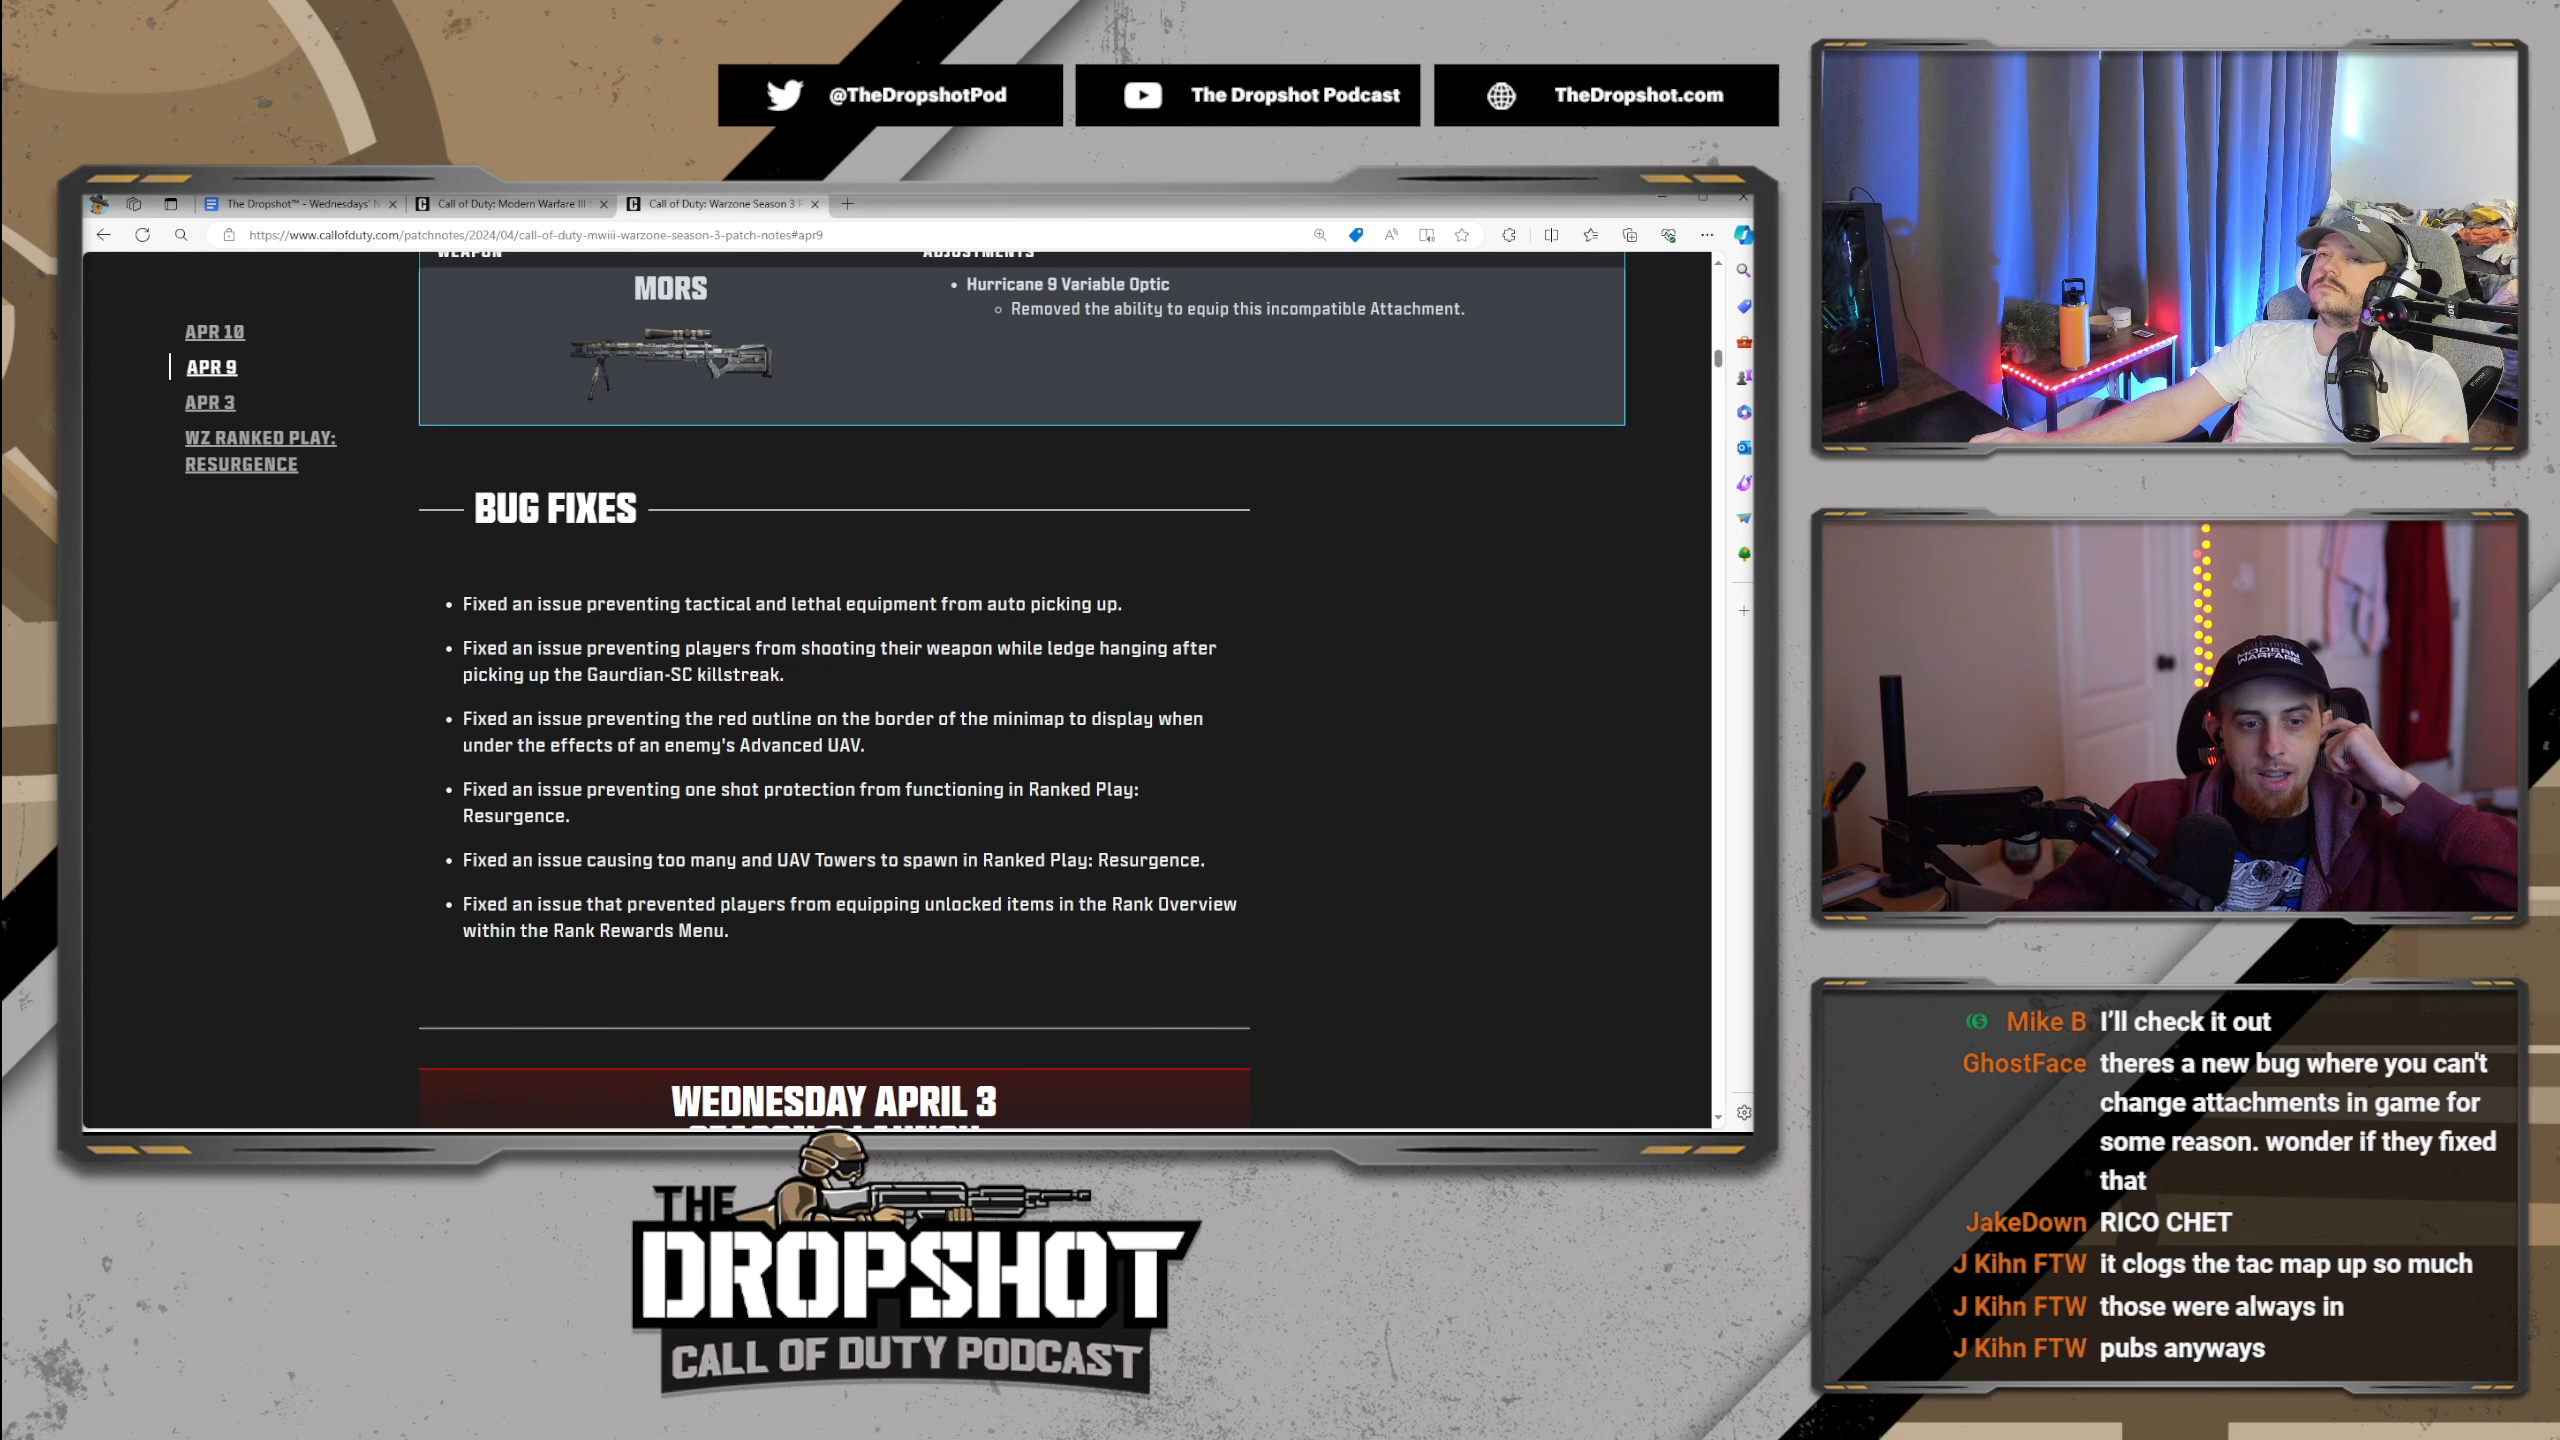 @TheDropshotPod
The Dropshot Podcast
TheDropshot.com
The Dropshot™ - Wednesdays' N
Call of Duty: Modern Warfare III
Call of Duty: Warzone Season 3 P
https://www.callofduty.com/patchnotes/2024/04/call-of-duty-mwiii-warzone-season-3-patch-notes#apr9
WEAPON
ADJUSTMENTS
MORS
• Hurricane 9 Variable Optic
Removed the ability to equip this incompatible Attachment.
APR 10
APR 9
APR 3
WZ RANKED PLAY:
RESURGENCE
BUG FIXES
• Fixed an issue preventing tactical and lethal equipment from auto picking up.
• Fixed an issue preventing players from shooting their weapon while ledge hanging after
picking up the Gaurdian-SC killstreak.
• Fixed an issue preventing the red outline on the border of the minimap to display when
under the effects of an enemy's Advanced UAV.
• Fixed an issue preventing one shot protection from functioning in Ranked Play:
Resurgence.
• Fixed an issue causing too many and UAV Towers to spawn in Ranked Play: Resurgence.
• Fixed an issue that prevented players from equipping unlocked items in the Rank Overview
within the Rank Rewards Menu.
WEDNESDAY APRIL 3
MODERN
WARFARE
Mike B I'll check it out
GhostFace theres a new bug where you can't
change attachments in game for
some reason. wonder if they fixed
that
JakeDown RICO CHET
J Kihn FTW it clogs the tac map up so much
J Kihn FTW those were always in
J Kihn FTW pubs anyways
THE
DROPSHOT
CALL OF DUTY PODCAST